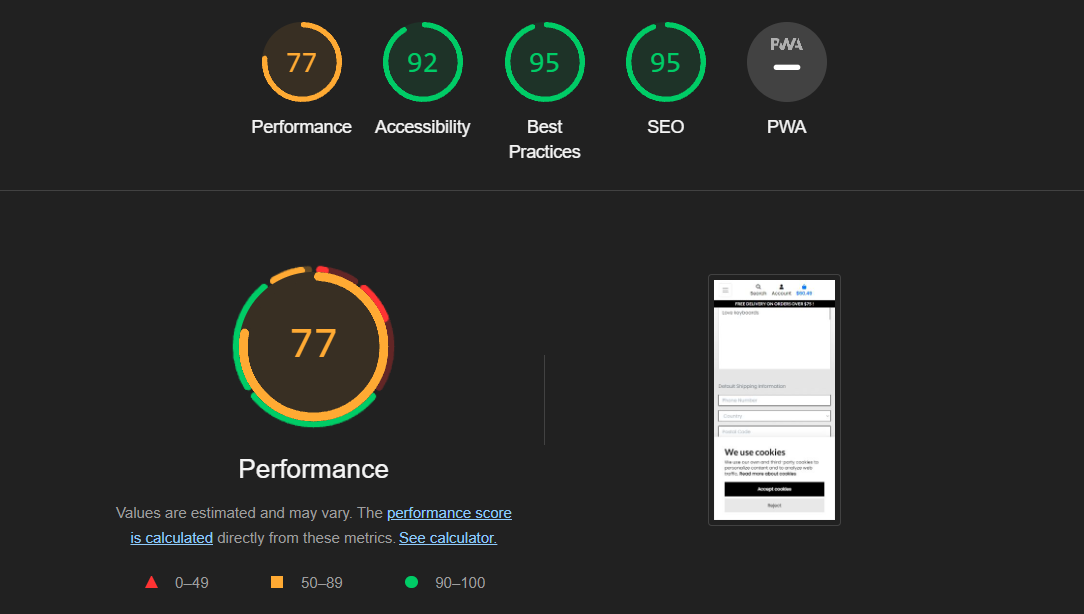 77
92
95
95
PWA
Performance
Accessibility
Best
Practices
SEO
PWA
77
Performance
Values are estimated and may vary. The performance score
is calculated directly from these metrics. See calculator.
0–49
50–89
90–100
Search Account $90.48
FREE DELIVERY ON ORDERS OVER $75 !
Love keyboards
Default Shipping Information
Phone Number
Country
Postal Code
We use cookies
We use our own and third-party cookies to
personalize content and to analyze web
traffic. Read more about cookies
Accept cookies
Reject